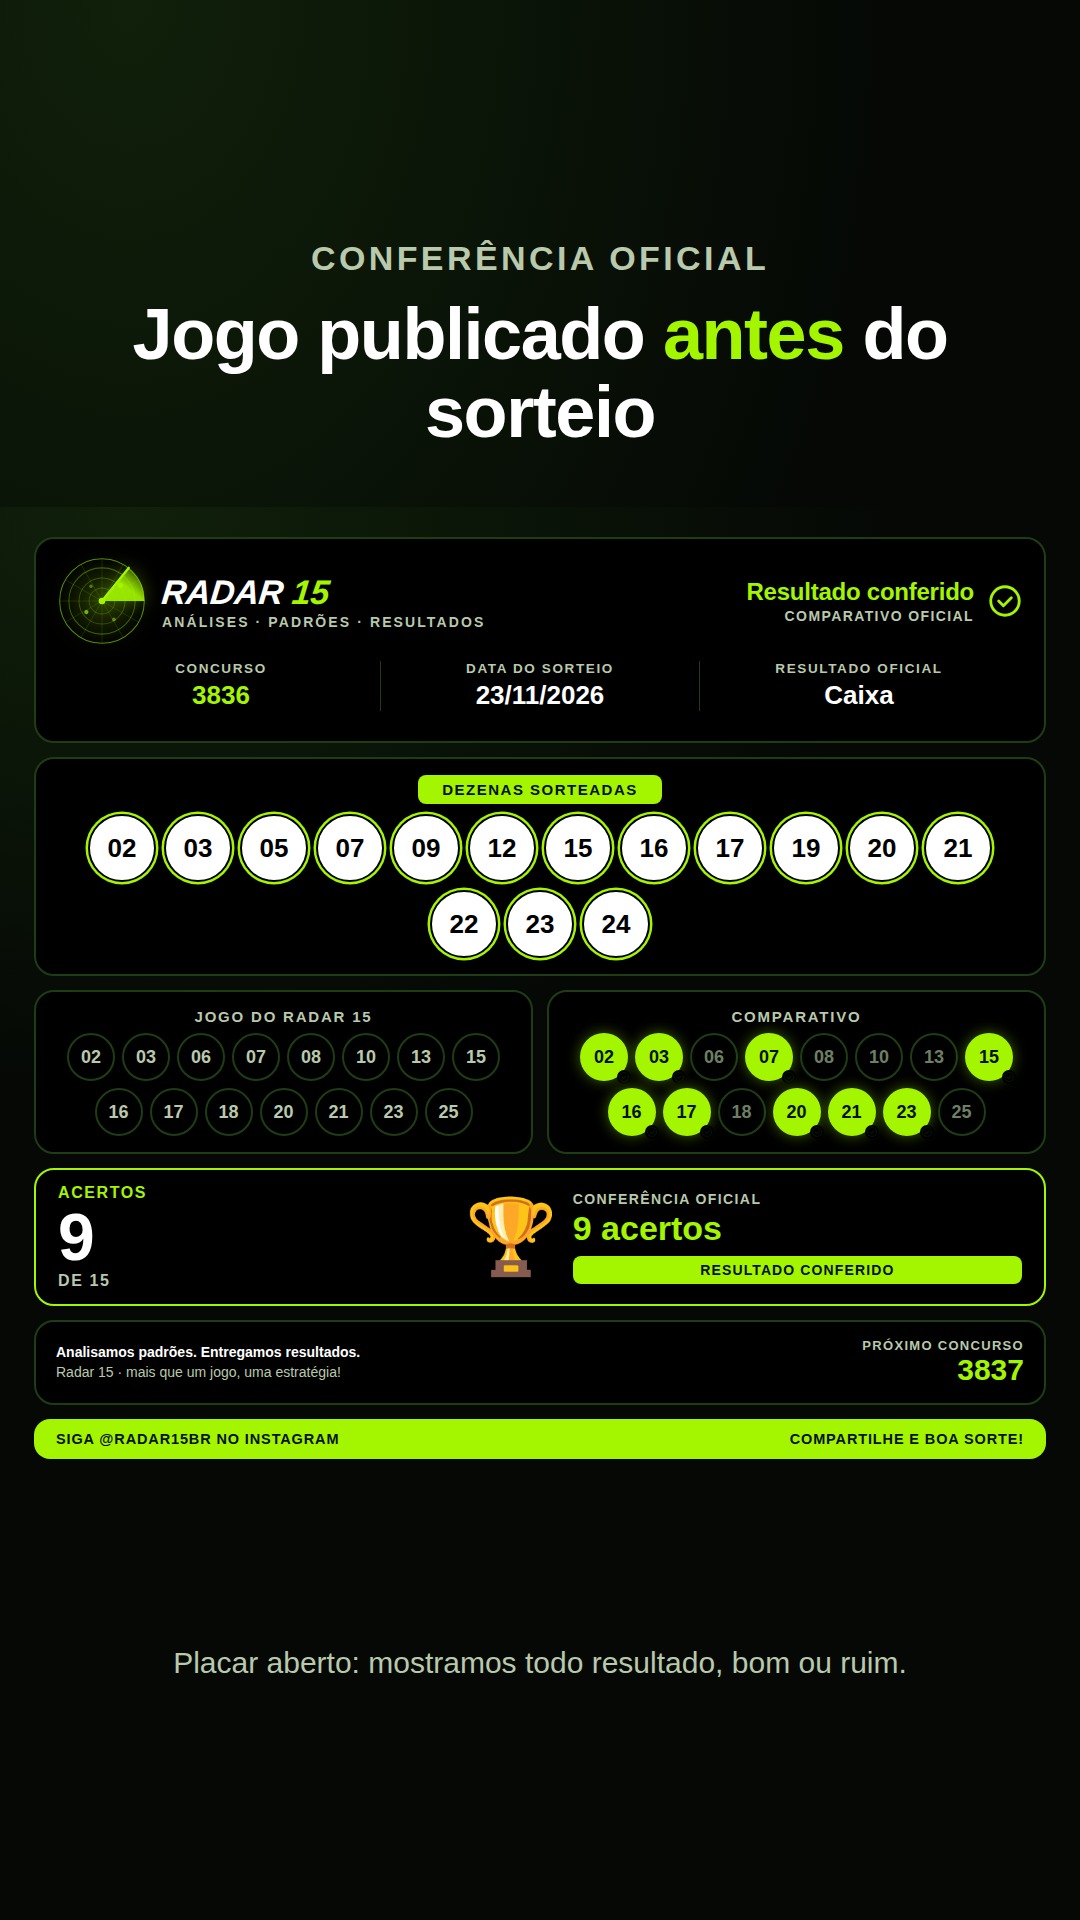 CONFERÊNCIA OFICIAL
Jogo publicado antes do
sorteio
RADAR 15
ANÁLISES · PADRÕES · RESULTADOS
Resultado conferido
COMPARATIVO OFICIAL
CONCURSO
3836
DATA DO SORTEIO
23/11/2026
RESULTADO OFICIAL
Caixa
DEZENAS SORTEADAS
02 03 05 07 09 12 15 16 17 19 20 21
22 23 24
JOGO DO RADAR 15
02 03 06 07 08 10 13 15
16 17 18 20 21 23 25
COMPARATIVO
02 03 06 07 08 10 13 15
16 17 18 20 21 23 25
ACERTOS
9
DE 15
CONFERÊNCIA OFICIAL
9 acertos
RESULTADO CONFERIDO
Analisamos padrões. Entregamos resultados.
Radar 15 · mais que um jogo, uma estratégia!
PRÓXIMO CONCURSO
3837
SIGA @RADAR15BR NO INSTAGRAM
COMPARTILHE E BOA SORTE!
Placar aberto: mostramos todo resultado, bom ou ruim.